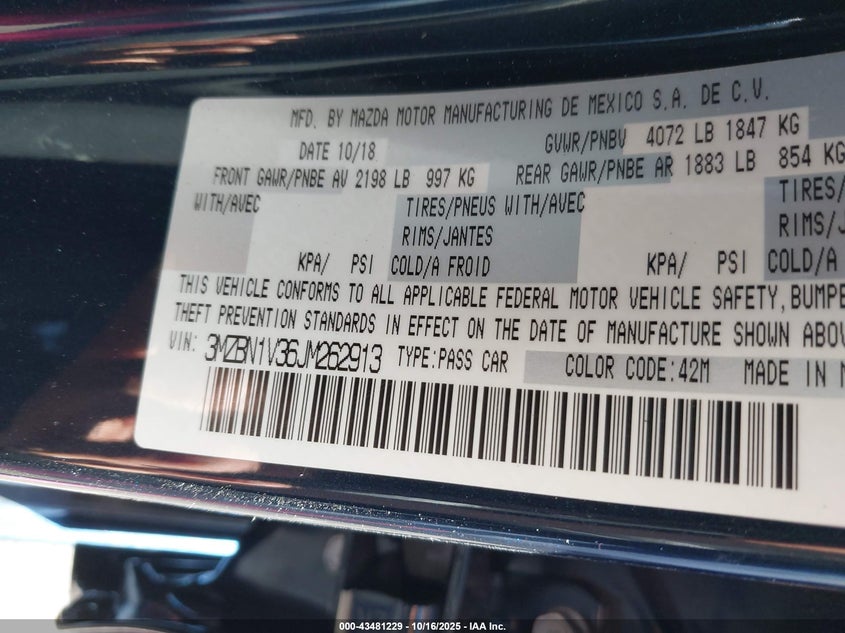 MFD. BY MAZDA MOTOR MANUFACTURING DE MEXICO S.A. DE C.V.
DATE 10/18 GVWR/PNBV 4072 LB 1847 KG
FRONT GAWR/PNBE AV 2198 LB 997 KG REAR GAWR/PNBE AR 1883 LB 854 KG
WITH/AVEC TIRES/PNEUS WITH/AVEC TIRES/
RIMS/JANTES RIMS/J
KPA/ PSI COLD/A FROID KPA/ PSI COLD/A
THIS VEHICLE CONFORMS TO ALL APPLICABLE FEDERAL MOTOR VEHICLE SAFETY, BUMPE
THEFT PREVENTION STANDARDS IN EFFECT ON THE DATE OF MANUFACTURE SHOWN ABOV
VIN: 3MZBN1V36JM262913 TYPE:PASS CAR COLOR CODE:42M MADE IN
000-43481229 - 10/16/2025 - IAA Inc.